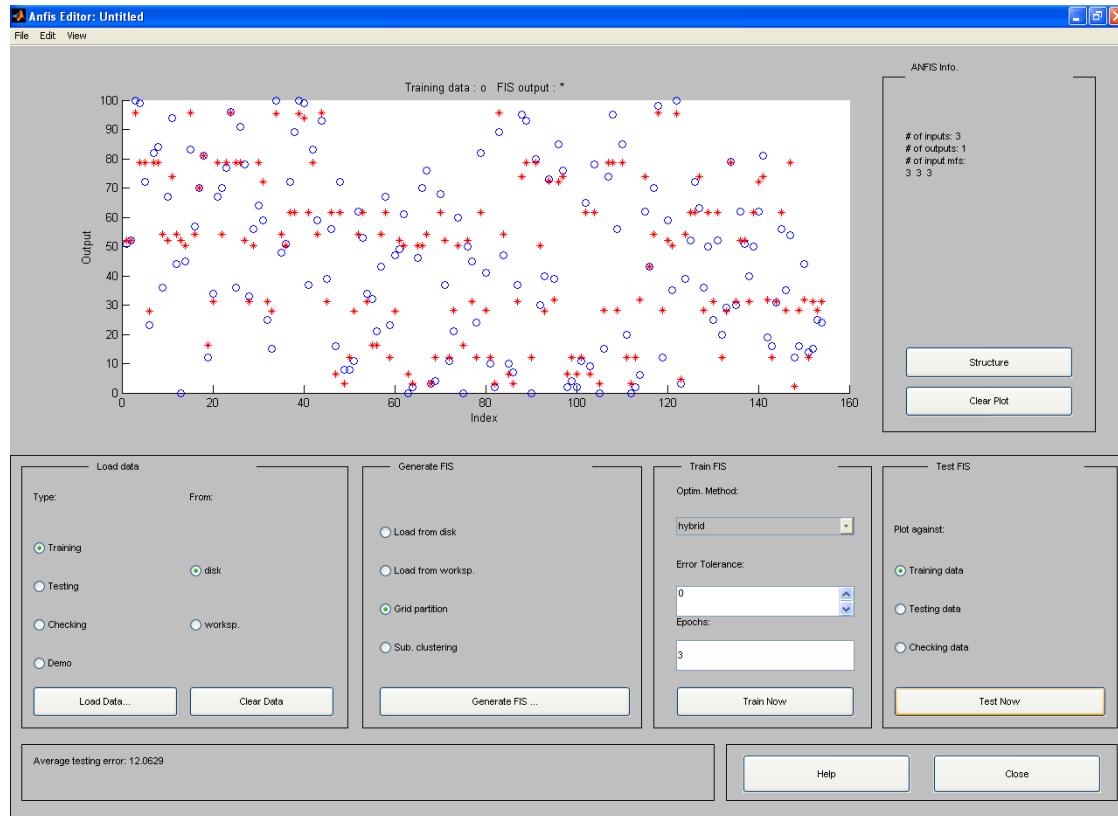 Anfis Editor: Untitled
File Edit View
Training data : o FIS output : *
100
90
80
70
60
50
40
30
20
10
0
Output
0 20 40 60 80 100 120 140 160
Index
ANFIS Info.
# of inputs: 3
# of outputs: 1
# of input mfs:
3 3 3
Structure
Clear Plot
Load data
Type:
From:
Training
Testing
Checking
Demo
disk
worksp.
Load Data...
Clear Data
Generate FIS
Load from disk
Load from worksp.
Grid partition
Sub. clustering
Generate FIS ...
Train FIS
Optim. Method:
hybrid
Error Tolerance:
0
Epochs:
3
Train Now
Test FIS
Plot against:
Training data
Testing data
Checking data
Test Now
Average testing error: 12.0629
Help
Close